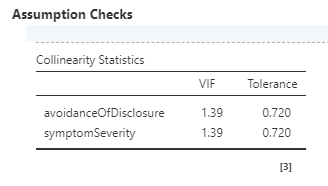 Assumption Checks
Collinearity Statistics
VIF Tolerance
avoidanceOfDisclosure 1.39 0.720
symptomSeverity 1.39 0.720
[3]